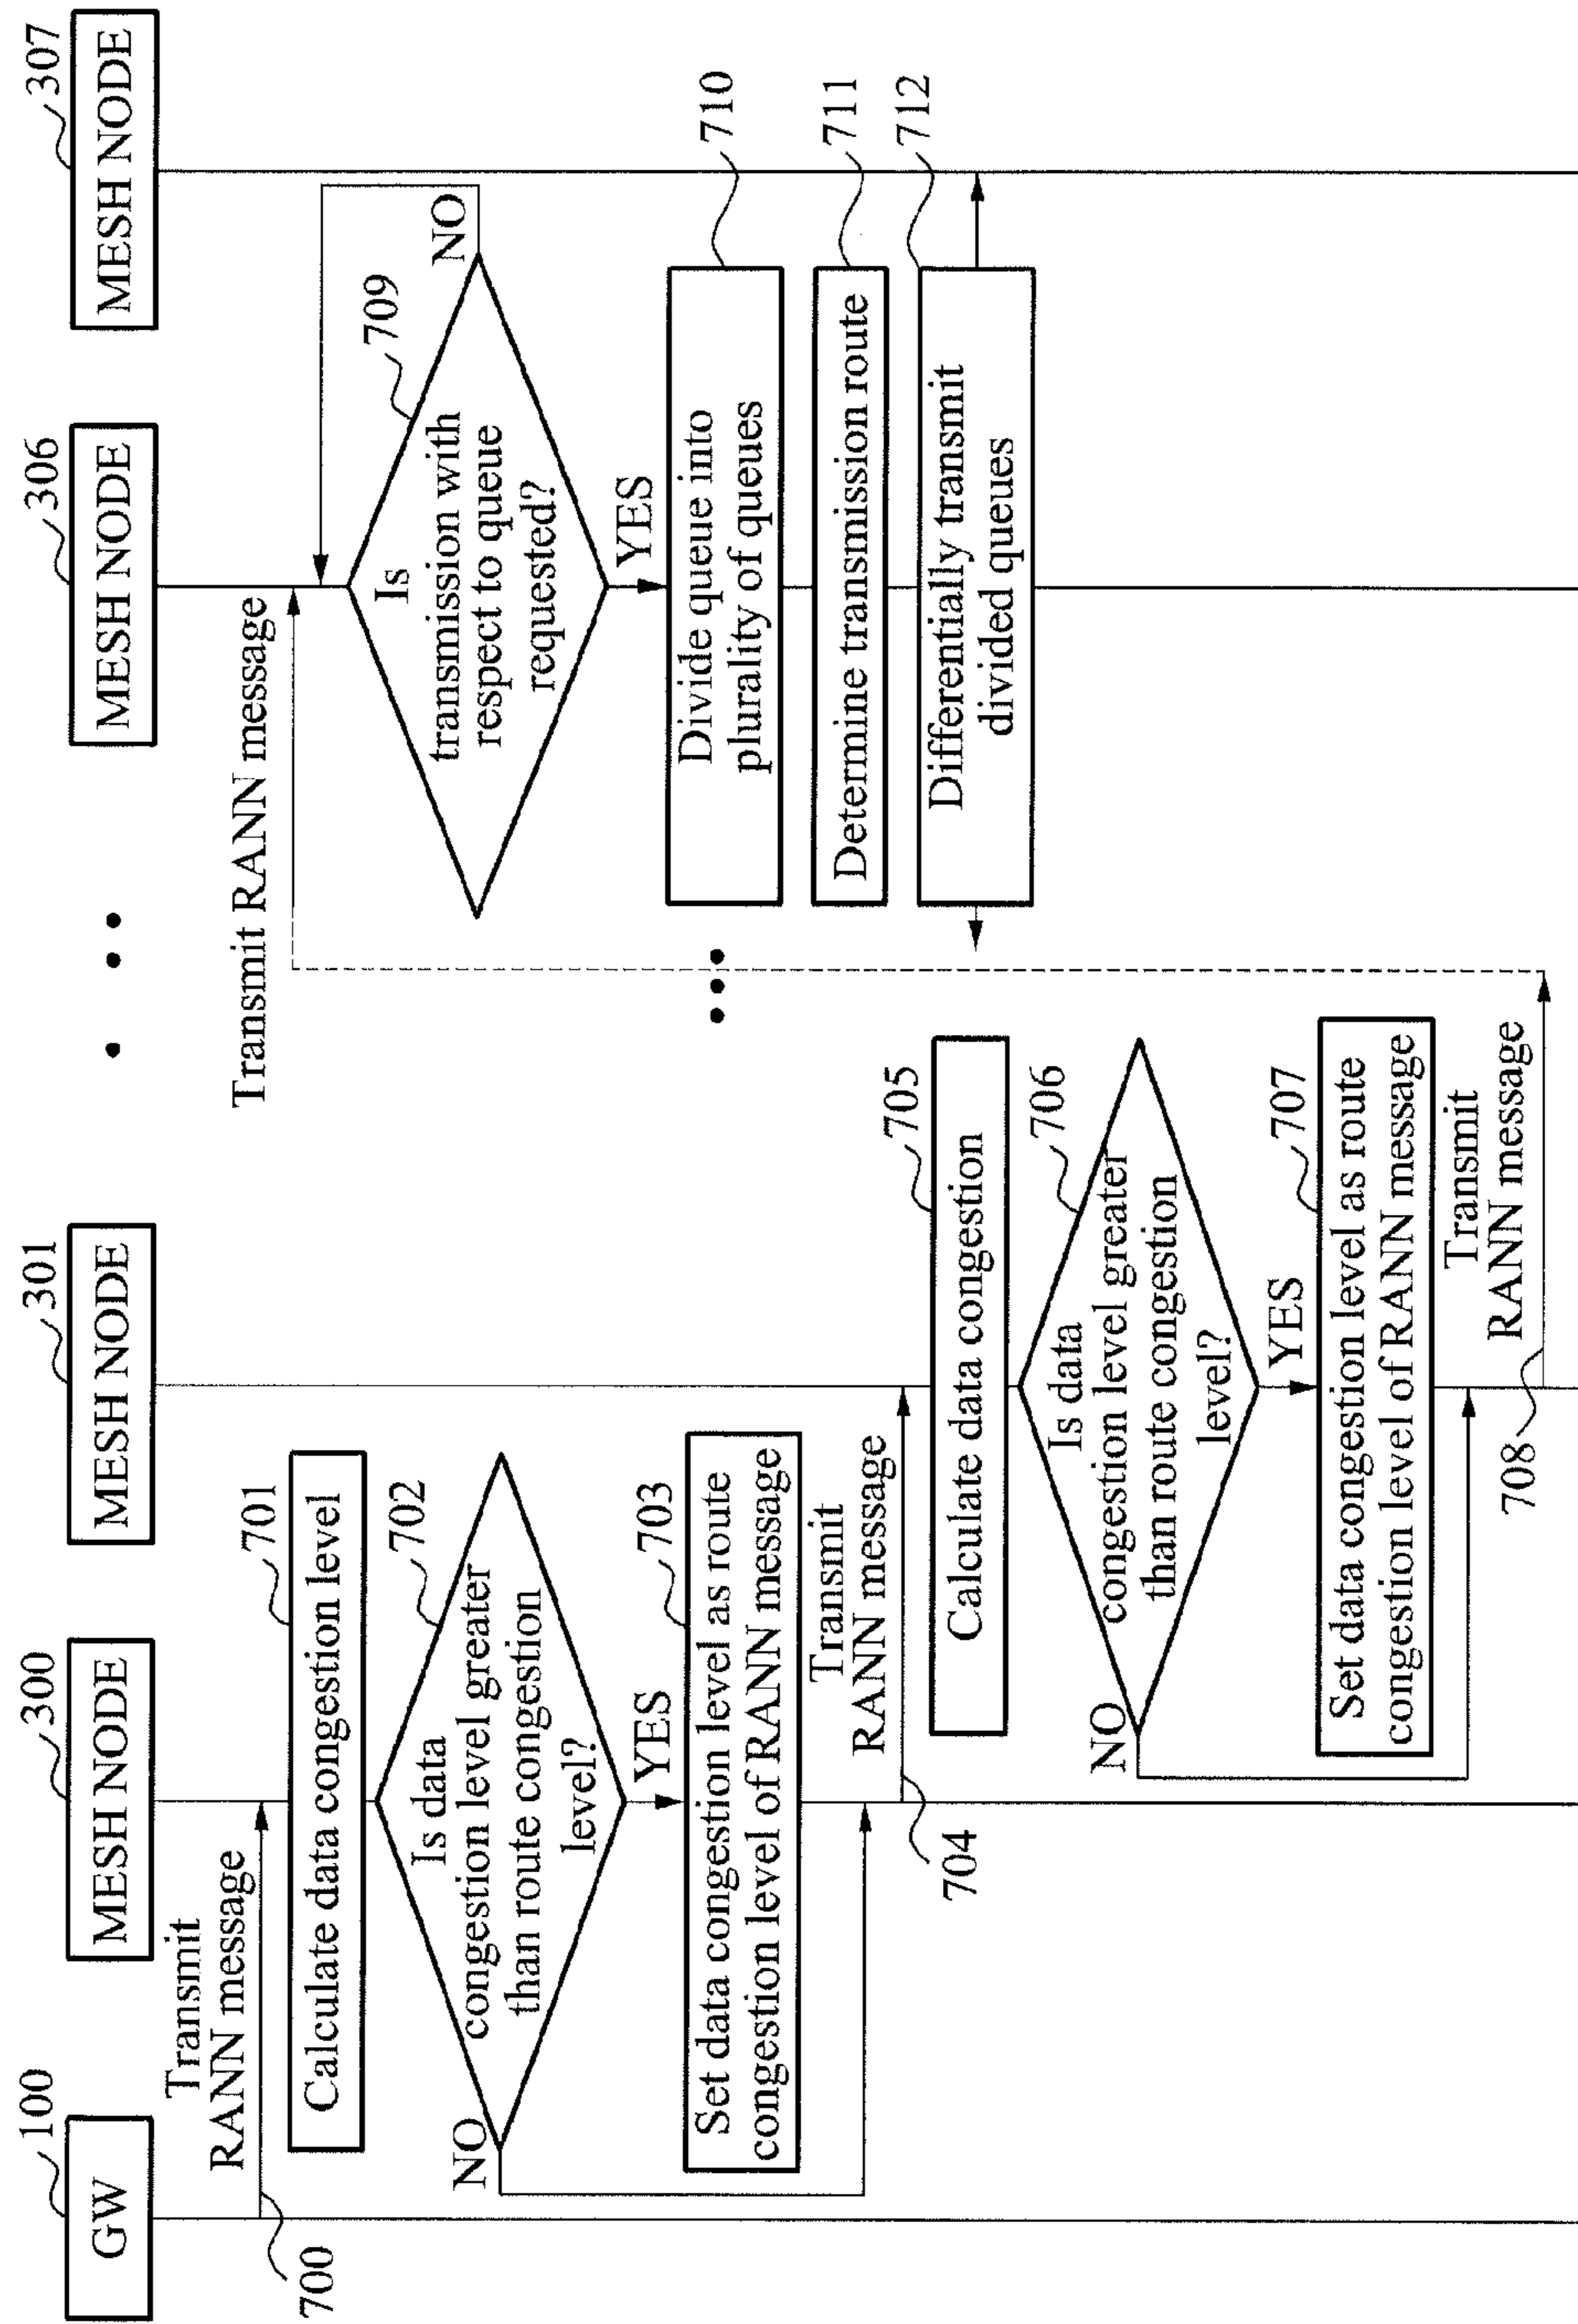 GW
100
MESH NODE
300
MESH NODE
301
MESH NODE
306
MESH NODE
307
Transmit
RANN message
700
Calculate data congestion level
701
Is data
congestion level greater
than route congestion
level?
702
NO
YES
Set data congestion level as route
congestion level of RANN message
703
Transmit
RANN message
704
Calculate data congestion
705
Is data
congestion level greater
than route congestion
level?
706
NO
YES
Set data congestion level as route
congestion level of RANN message
707
Transmit
RANN message
708
Transmit RANN message
Is
transmission with
respect to queue
requested?
709
NO
YES
Divide queue into
plurality of queues
710
Determine transmission route
711
Differentially transmit
divided queues
712